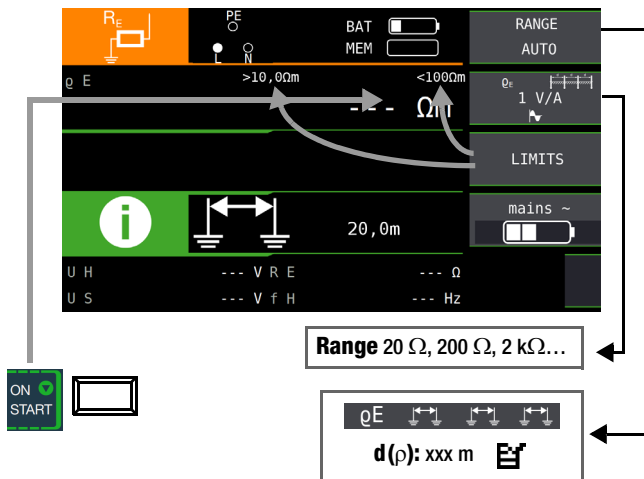 RE PE BAT RANGE
L N MEM AUTO
ϱ E >10,0Ωm <100Ωm
--- Ωm
ϱE
1 V/A
LIMITS
mains ~
i 20,0m
U H --- V R E --- Ω
U S --- V f H --- Hz
Range 20 Ω, 200 Ω, 2 kΩ…
ON
START
ϱE
d(ρ): xxx m